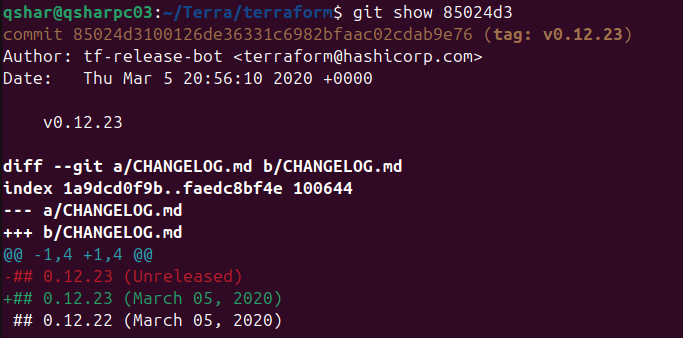 qshar@qsharpc03:~/Terra/terraform$ git show 85024d3
commit 85024d3100126de36331c6982bfaac02cdab9e76 (tag: v0.12.23)
Author: tf-release-bot <terraform@hashicorp.com>
Date:   Thu Mar 5 20:56:10 2020 +0000
    v0.12.23
diff --git a/CHANGELOG.md b/CHANGELOG.md
index 1a9dcd0f9b..faedc8bf4e 100644
--- a/CHANGELOG.md
+++ b/CHANGELOG.md
@@ -1,4 +1,4 @@
-## 0.12.23 (Unreleased)
+## 0.12.23 (March 05, 2020)
 ## 0.12.22 (March 05, 2020)